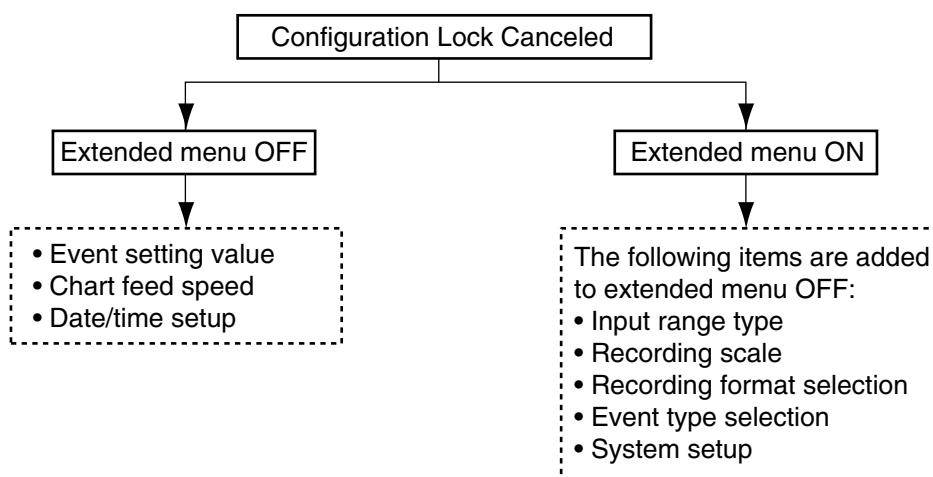 Configuration Lock Canceled
Extended menu OFF
Extended menu ON
• Event setting value
• Chart feed speed
• Date/time setup
The following items are added
to extended menu OFF:
• Input range type
• Recording scale
• Recording format selection
• Event type selection
• System setup